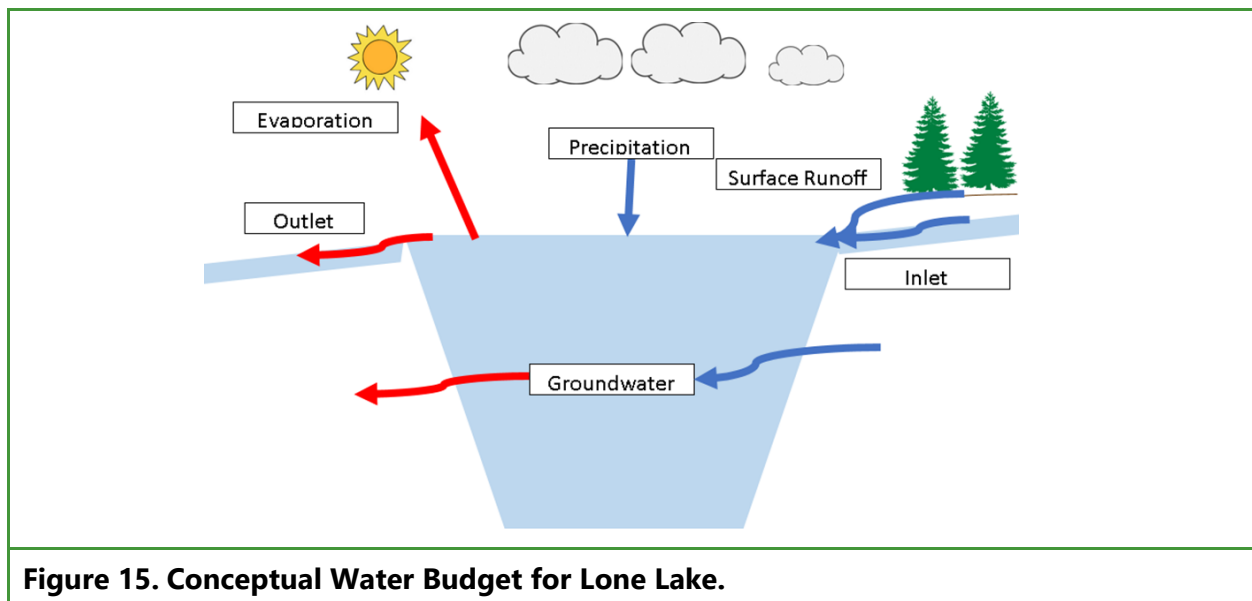 Evaporation
Precipitation
Surface Runoff
Outlet
Inlet
Groundwater
Figure 15. Conceptual Water Budget for Lone Lake.